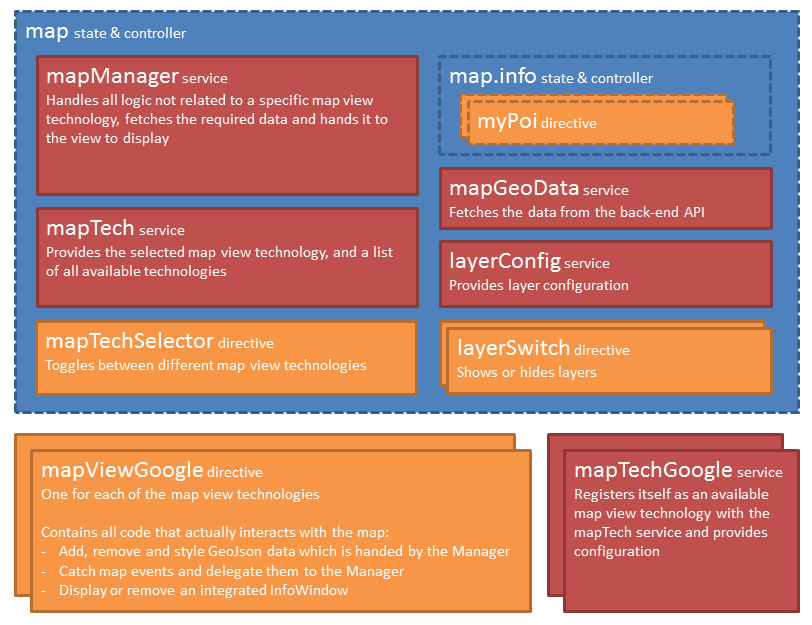 map state & controller
mapManager service
Handles all logic not related to a specific map view
technology, fetches the required data and hands it to
the view to display
mapTech service
Provides the selected map view technology, and a list
of all available technologies
mapTechSelector directive
Toggles between different map view technologies
map.info state & controller
myPoi directive
mapGeoData service
Fetches the data from the back-end API
layerConfig service
Provides layer configuration
layerSwitch directive
Shows or hides layers
mapViewGoogle directive
One for each of the map view technologies
Contains all code that actually interacts with the map:
- Add, remove and style GeoJson data which is handed by the Manager
- Catch map events and delegate them to the Manager
- Display or remove an integrated InfoWindow
mapTechGoogle service
Registers itself as an available
map view technology with the
mapTech service and provides
configuration